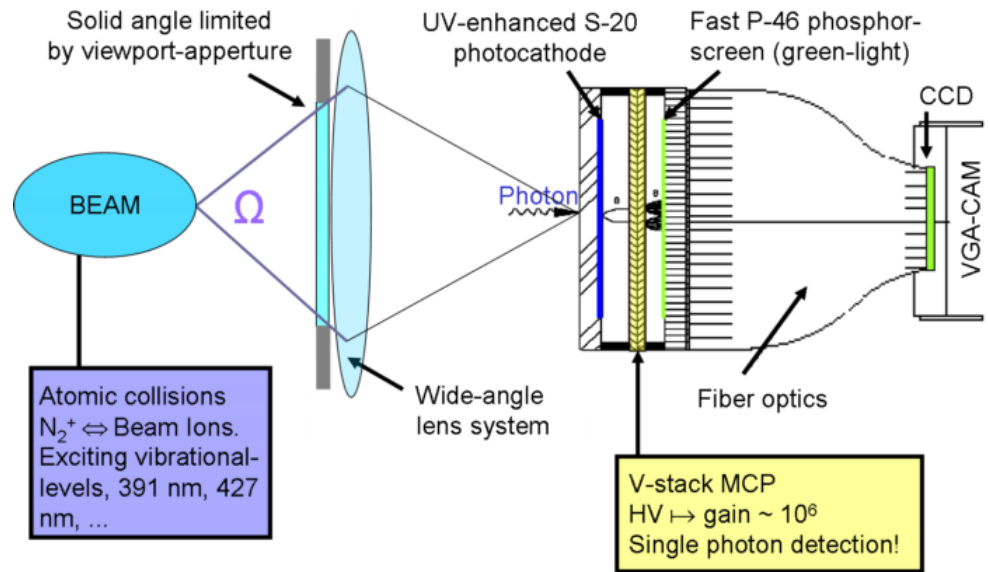 Solid angle limited
by viewport-apperture
UV-enhanced S-20
photocathode
Fast P-46 phosphor-
screen (green-light)
CCD
BEAM
Ω
Photon
VGA-CAM
Wide-angle
lens system
Fiber optics
Atomic collisions
N₂⁺ ⇔ Beam Ions.
Exciting vibrational-
levels, 391 nm, 427
nm, ...
V-stack MCP
HV ↦ gain ~ 10⁶
Single photon detection!